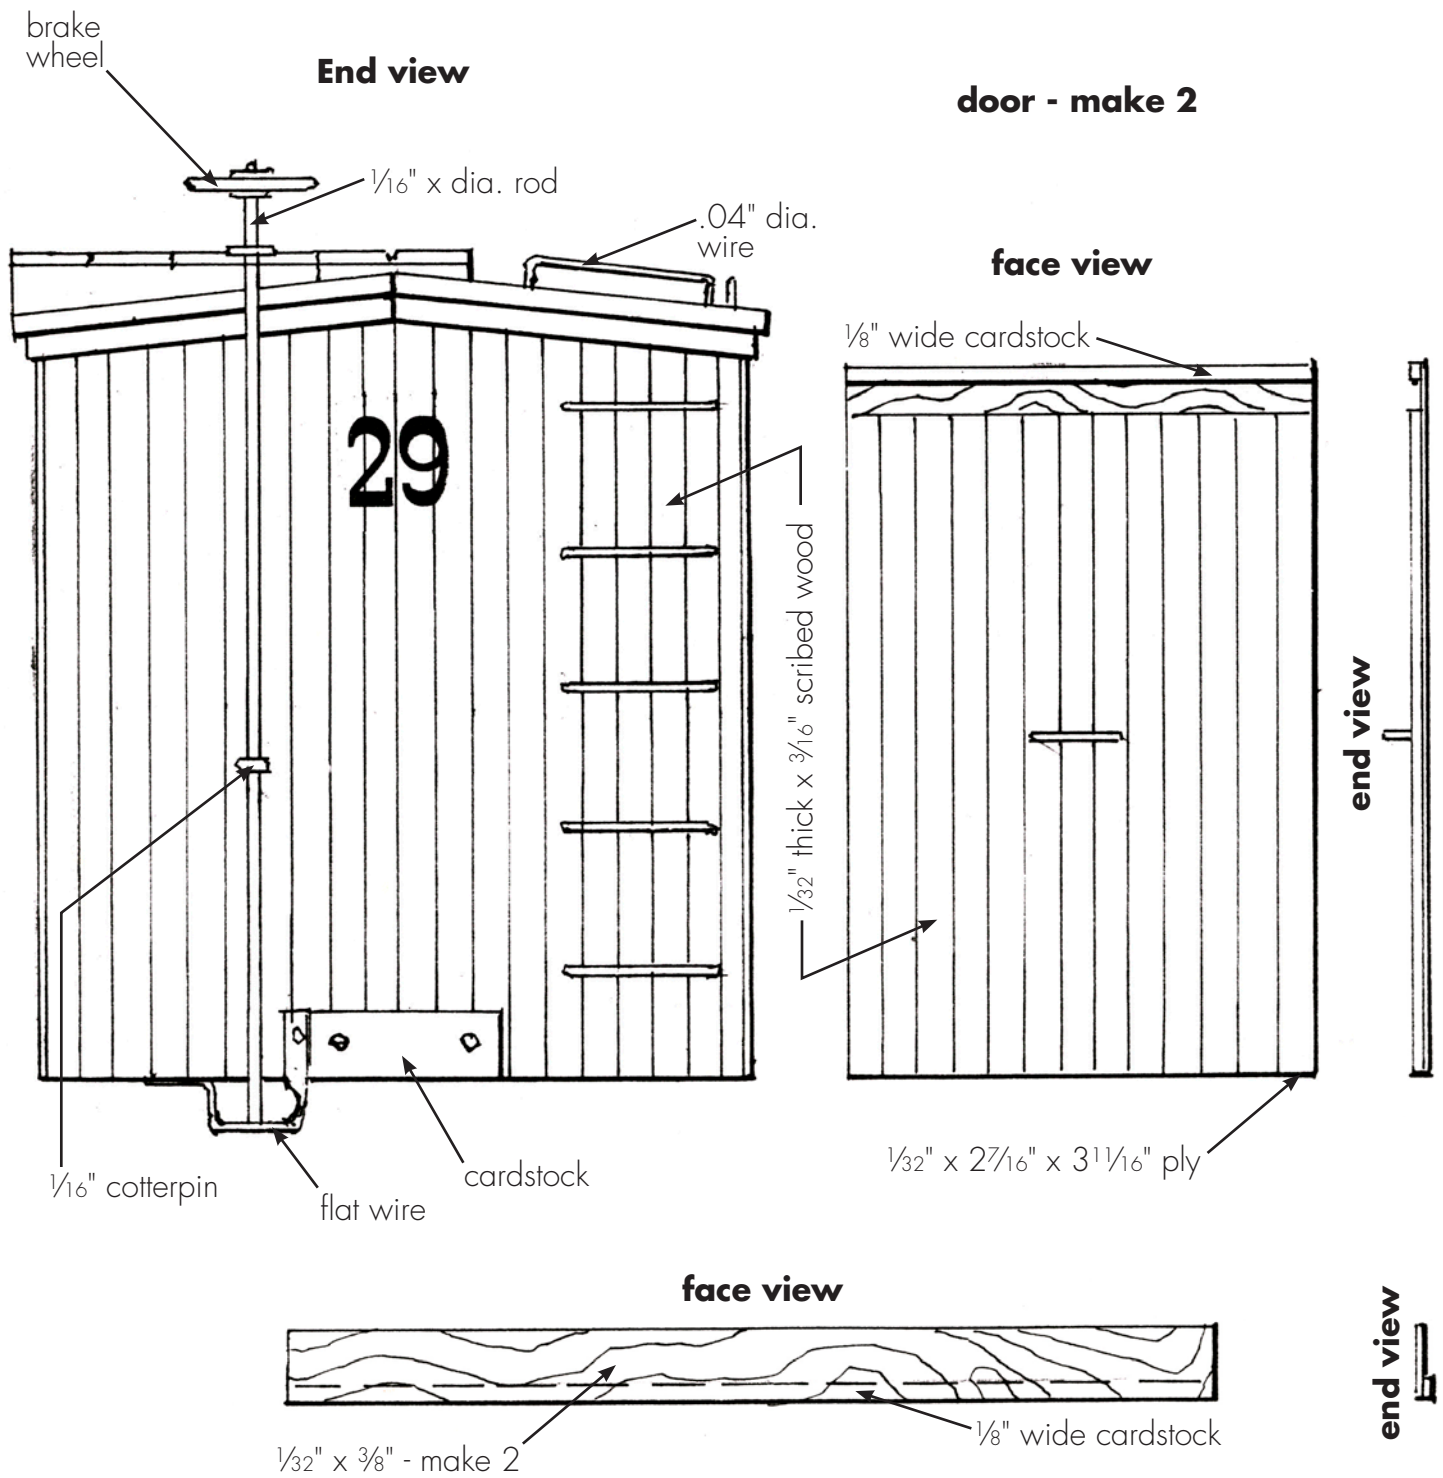 brake
wheel
End view
door - make 2
1⁄16" x dia. rod
.04" dia.
wire
face view
1⁄8" wide cardstock
29
1⁄32" thick x 3⁄16" scribed wood
end view
1⁄32" x 27⁄16" x 311⁄16" ply
1⁄16" cotterpin
cardstock
flat wire
face view
end view
1⁄8" wide cardstock
1⁄32" x 3⁄8" - make 2